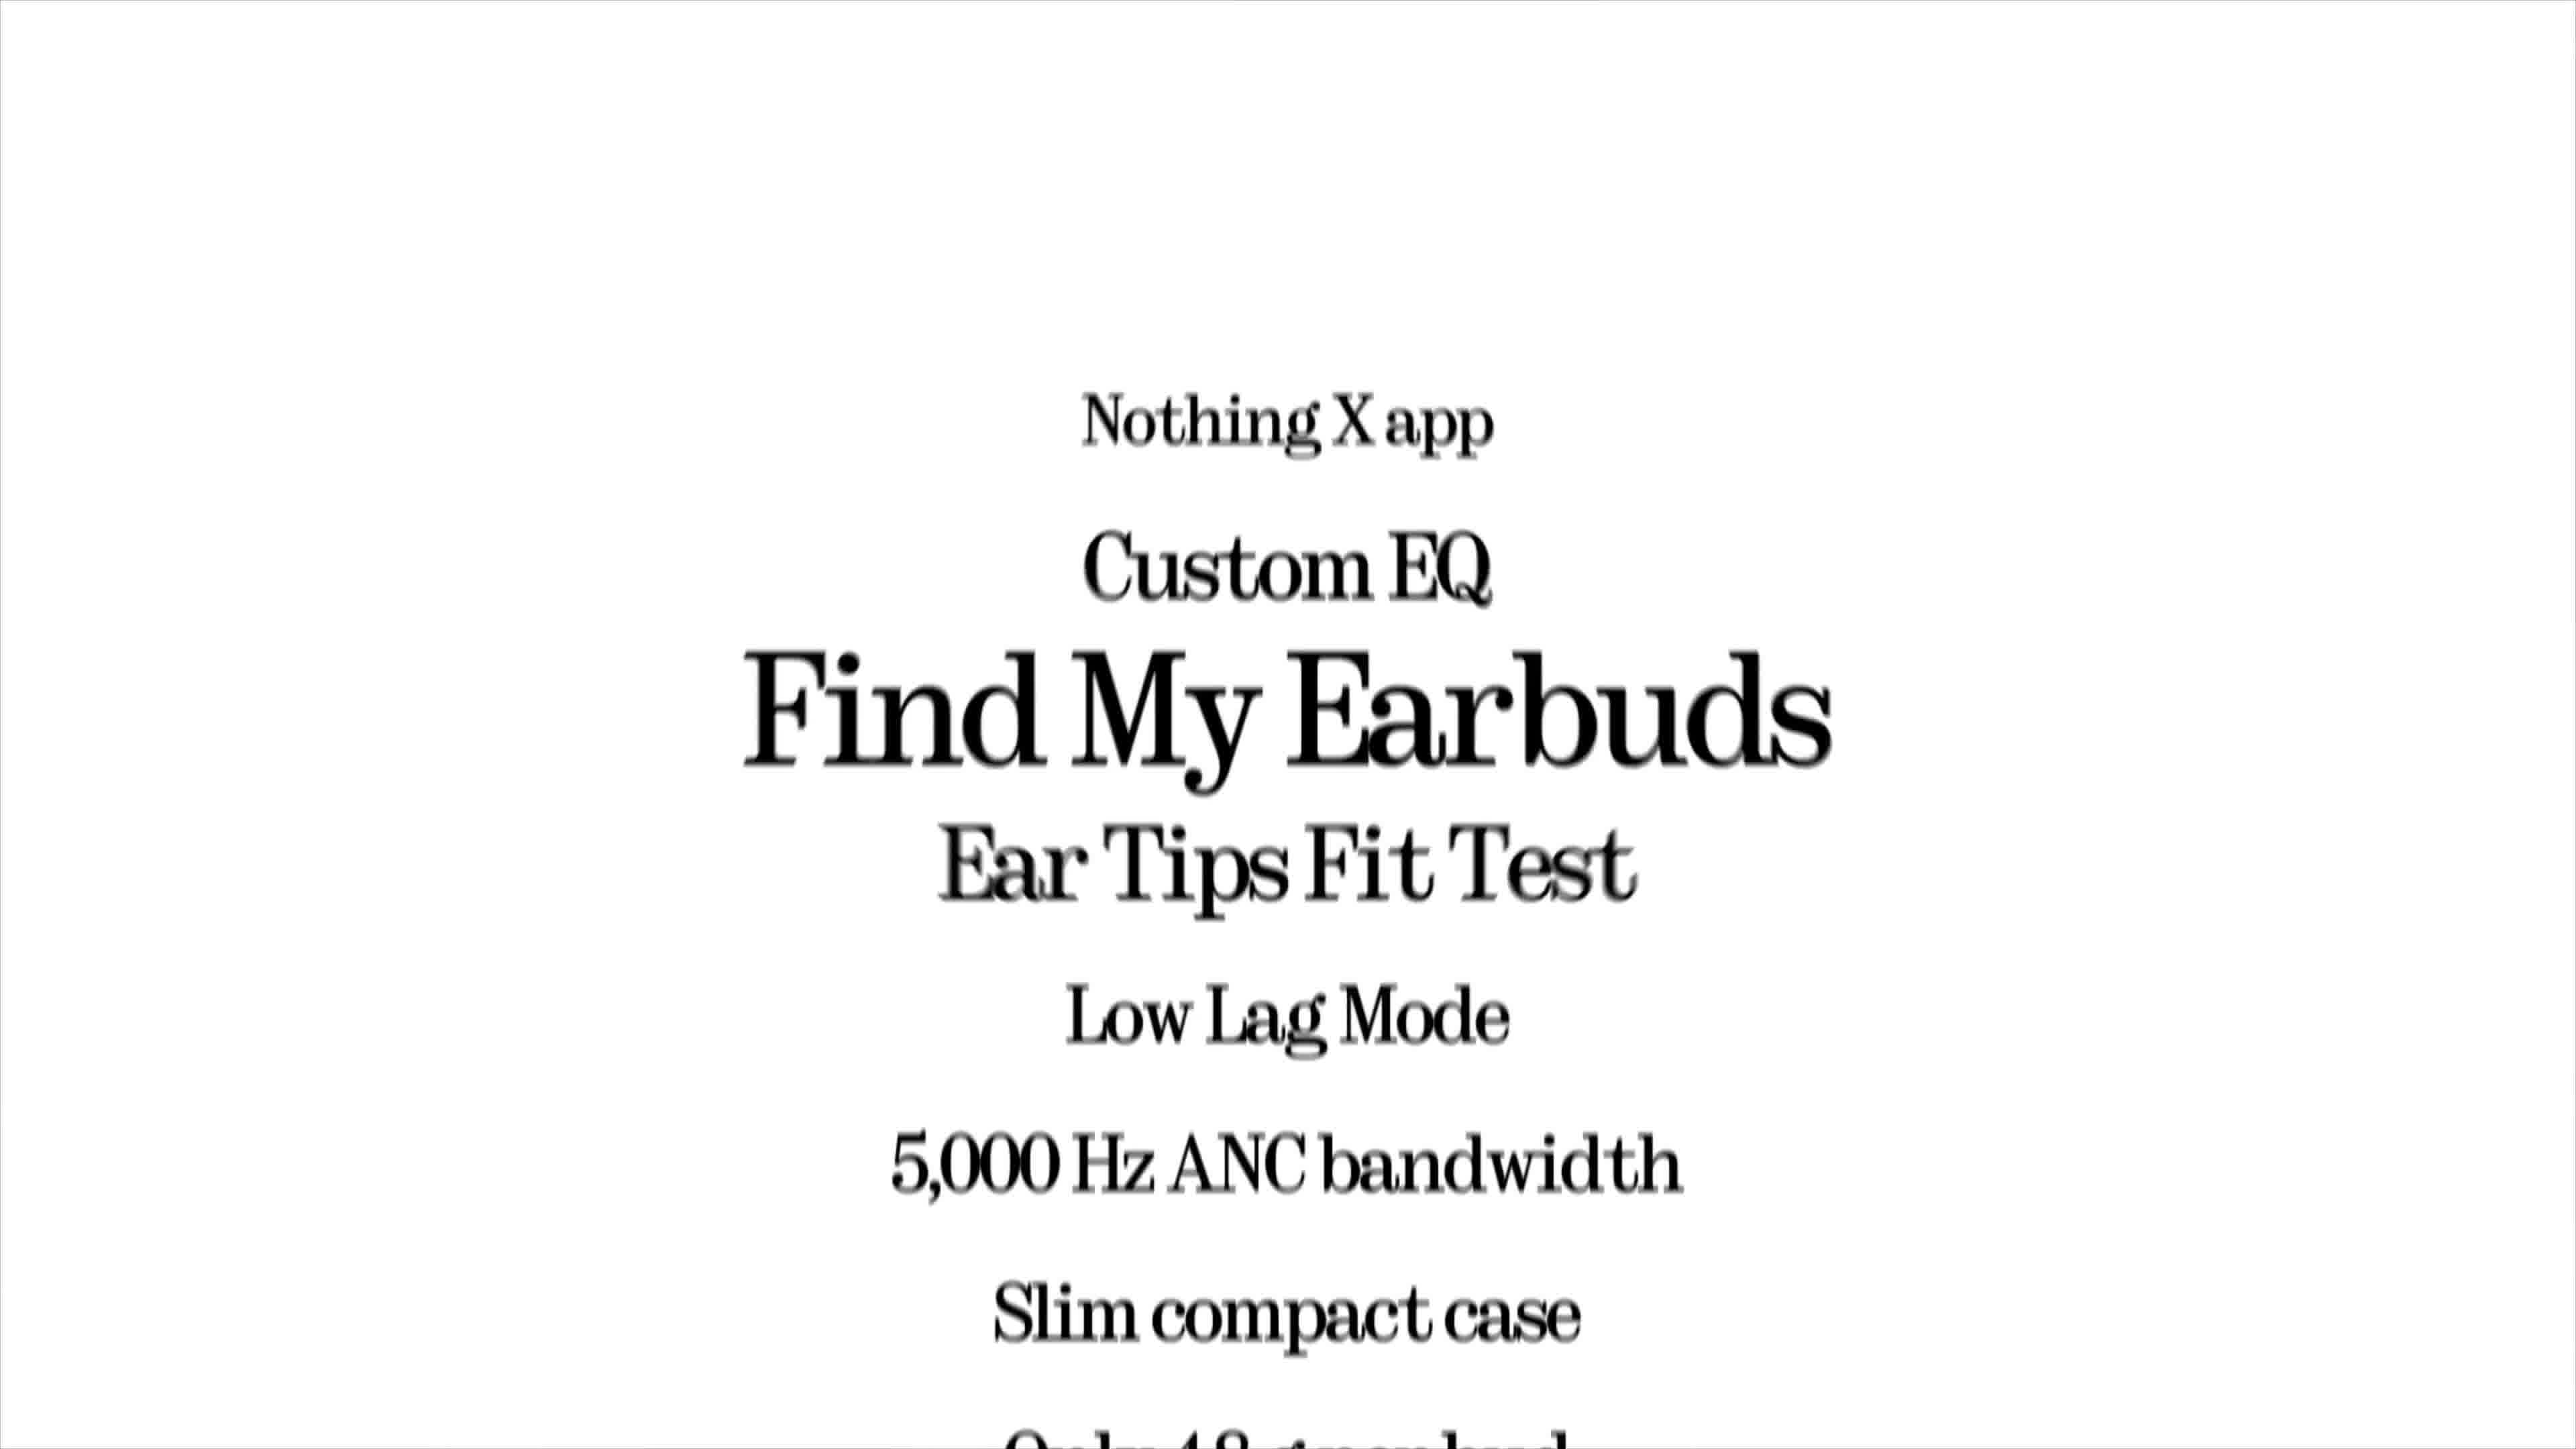 Nothing X app
Custom EQ
Find My Earbuds
Ear Tips Fit Test
Low Lag Mode
5,000 Hz ANC bandwidth
Slim compact case
Only